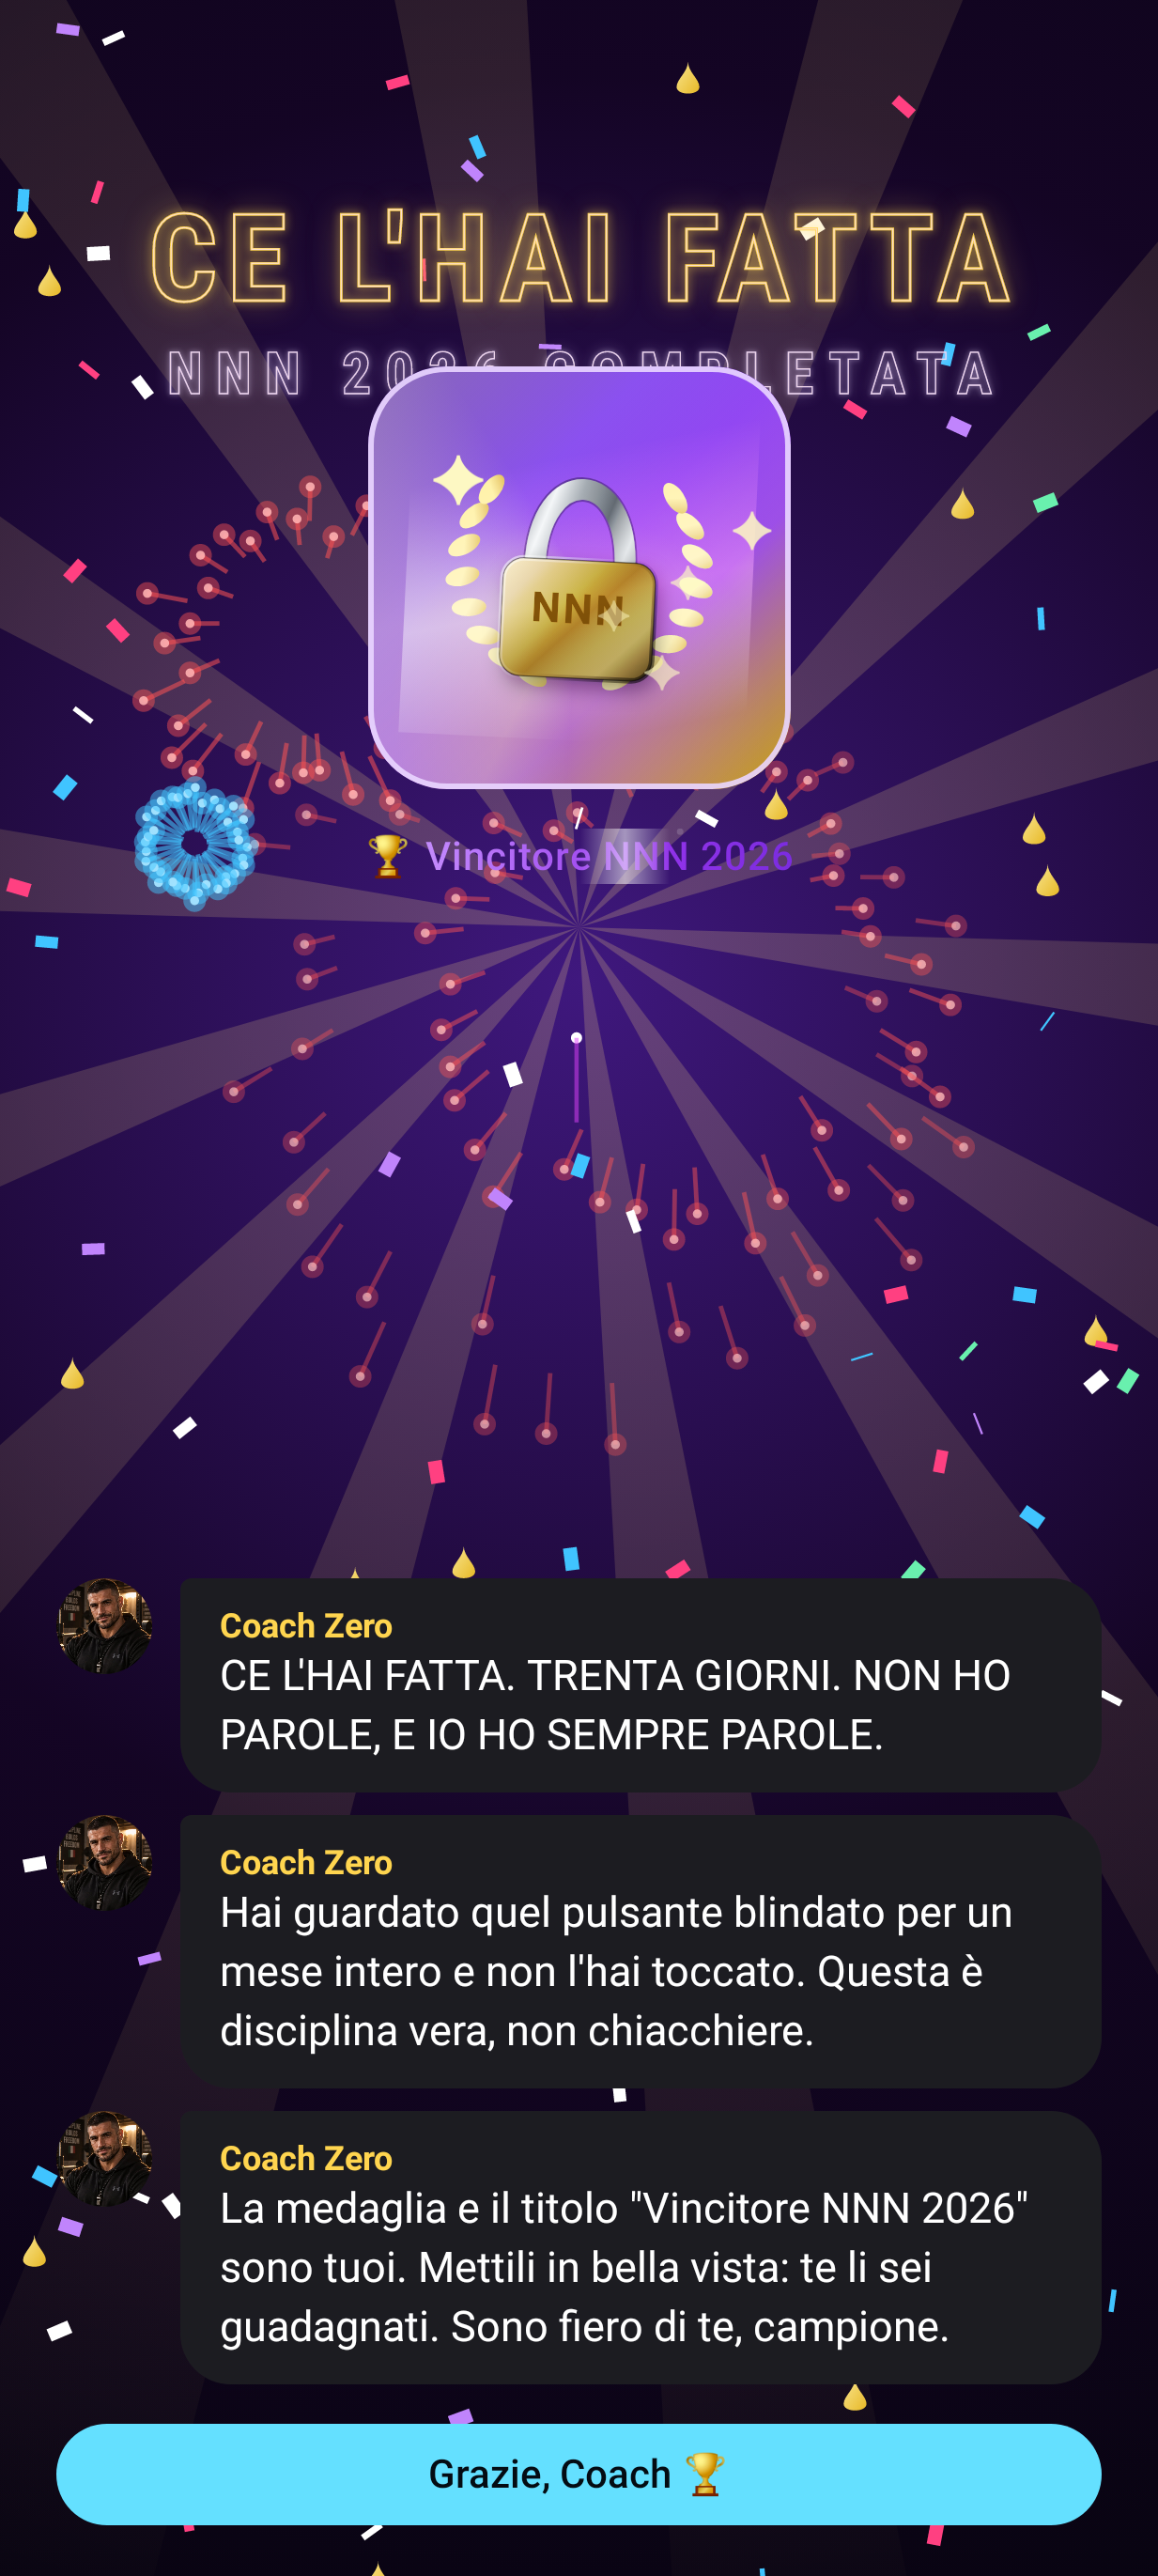 CE L'HAI FATTA
NNN 2026 COMPLETATA
NNN
🏆 Vincitore NNN 2026
Coach Zero
CE L'HAI FATTA. TRENTA GIORNI. NON HO
PAROLE, E IO HO SEMPRE PAROLE.
Coach Zero
Hai guardato quel pulsante blindato per un
mese intero e non l'hai toccato. Questa è
disciplina vera, non chiacchiere.
Coach Zero
La medaglia e il titolo "Vincitore NNN 2026"
sono tuoi. Mettili in bella vista: te li sei
guadagnati. Sono fiero di te, campione.
Grazie, Coach 🏆